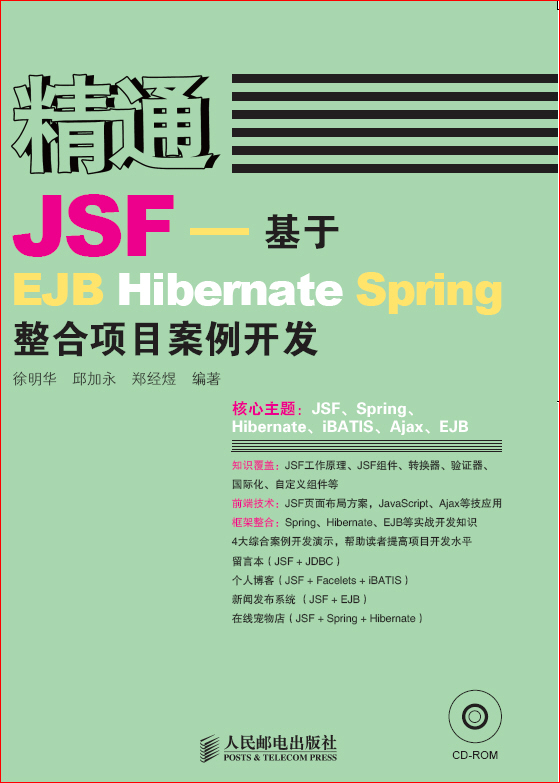 精通
JSF — 基于
EJB Hibernate Spring
整合项目案例开发
徐明华 邱加永 郑经煜 编著
核心主题：JSF、Spring、
Hibernate、iBATIS、Ajax、EJB
知识覆盖：JSF工作原理、JSF组件、转换器、验证器、
国际化、自定义组件等
前端技术：JSF页面布局方案，JavaScript、Ajax等技应用
框架整合：Spring、Hibernate、EJB等实战开发知识
4大综合案例开发演示，帮助读者提高项目开发水平
留言本（JSF + JDBC）
个人博客（JSF + Facelets + iBATIS）
新闻发布系统 （JSF + EJB）
在线宠物店（JSF + Spring + Hibernate）
人民邮电出版社
POSTS & TELECOM PRESS
CD-ROM